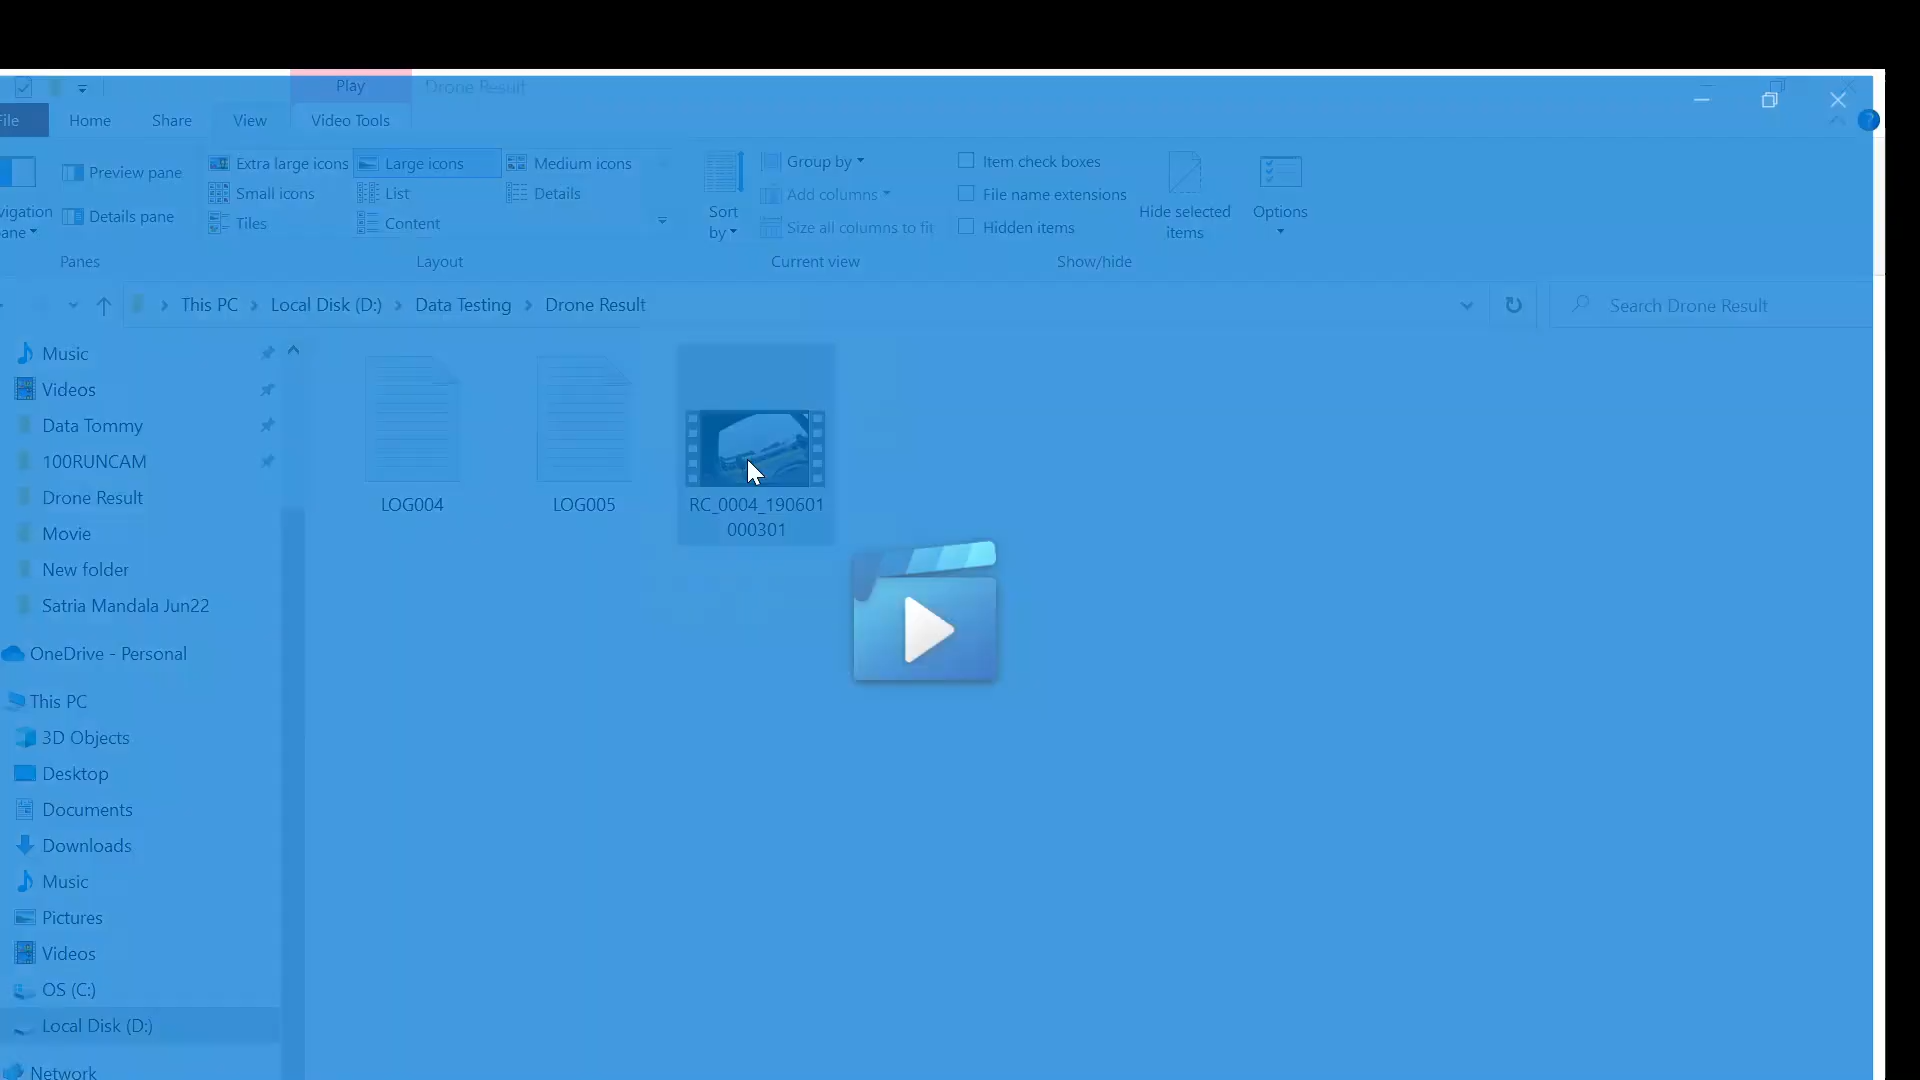 Play
Drone Result
File
Home
Share
View
Video Tools
Preview pane
Details pane
vigation
ane
Panes
Extra large icons
Large icons
Medium icons
Small icons
List
Details
Tiles
Content
Layout
Sort
by
Group by
Add columns
Size all columns to fit
Current view
Item check boxes
File name extensions
Hidden items
Hide selected
items
Show/hide
Options
This PC
Local Disk (D:)
Data Testing
Drone Result
Search Drone Result
Music
Videos
Data Tommy
100RUNCAM
Drone Result
Movie
New folder
Satria Mandala Jun22
OneDrive - Personal
This PC
3D Objects
Desktop
Documents
Downloads
Music
Pictures
Videos
OS (C:)
Local Disk (D:)
Network
LOG004
LOG005
RC_0004_190601
000301